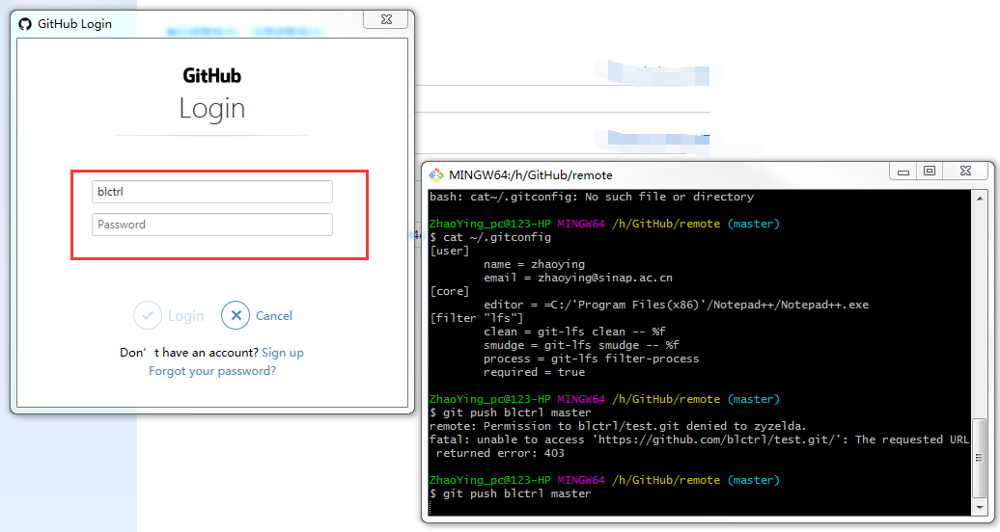 GitHub Login
GitHub
Login
blctrl
Password
Login
Cancel
Don't have an account? Sign up
Forgot your password?
MINGW64:/h/GitHub/remote
bash: cat~/.gitconfig: No such file or directory
ZhaoYing_pc@123-HP MINGW64 /h/GitHub/remote (master)
$ cat ~/.gitconfig
[user]
name = zhaoying
email = zhaoying@sinap.ac.cn
[core]
editor = =C:/'Program Files(x86)'/Notepad++/Notepad++.exe
[filter "lfs"]
clean = git-lfs clean -- %f
smudge = git-lfs smudge -- %f
process = git-lfs filter-process
required = true
ZhaoYing_pc@123-HP MINGW64 /h/GitHub/remote (master)
$ git push blctrl master
remote: Permission to blctrl/test.git denied to zyzelda.
fatal: unable to access 'https://github.com/blctrl/test.git/': The requested URL
returned error: 403
ZhaoYing_pc@123-HP MINGW64 /h/GitHub/remote (master)
$ git push blctrl master